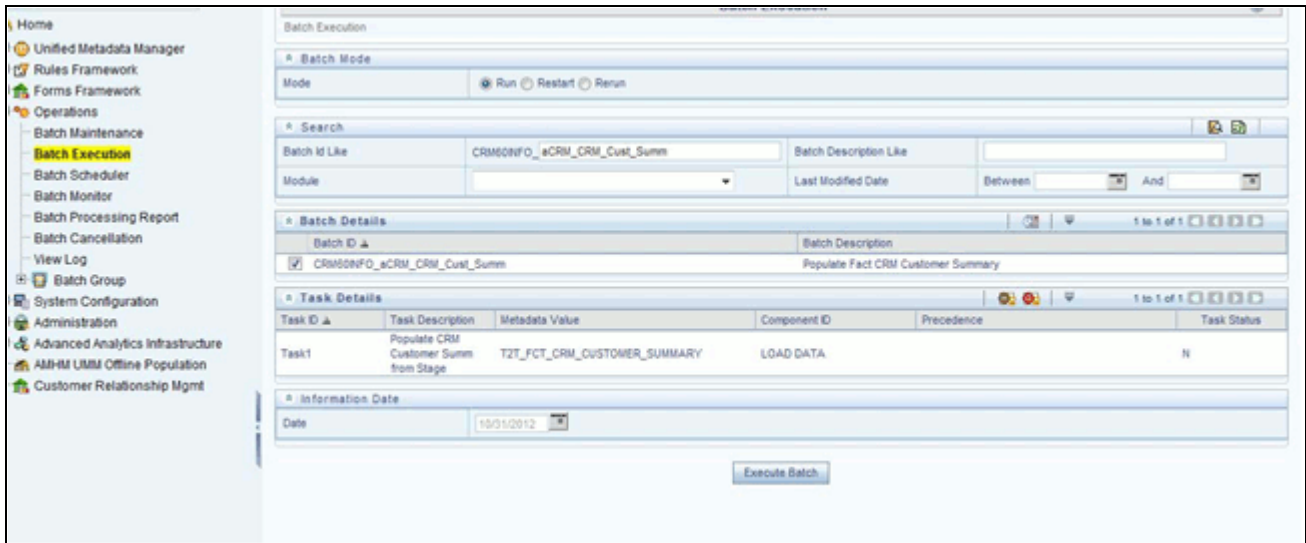 Home
Unified Metadata Manager
Rules Framework
Forms Framework
Operations
Batch Maintenance
Batch Execution
Batch Scheduler
Batch Monitor
Batch Processing Report
Batch Cancellation
View Log
Batch Group
System Configuration
Administration
Advanced Analytics Infrastructure
AMHM UMM Offline Population
Customer Relationship Mgmt
Batch Execution
Batch Execution
Batch Mode
Mode Run Restart Rerun
Search
Batch Id Like CRM60INFO_ aCRM_CRM_Cust_Summ Batch Description Like
Module Last Modified Date Between And
Batch Details 1 to 1 of 1
Batch ID Batch Description
CRM60INFO_aCRM_CRM_Cust_Summ Populate Fact CRM Customer Summary
Task Details 1 to 1 of 1
Task ID Task Description Metadata Value Component ID Precedence Task Status
Task1 Populate CRM Customer Summ from Stage T2T_FCT_CRM_CUSTOMER_SUMMARY LOAD DATA N
Information Date
Date 10/31/2012
Execute Batch